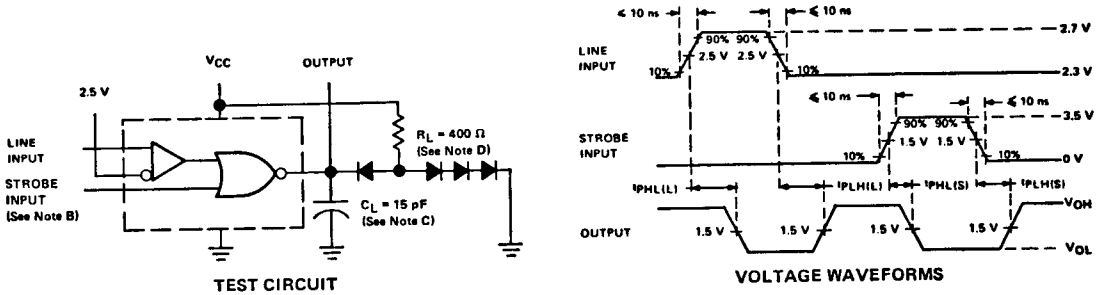 VCC
OUTPUT
2.5 V
LINE
INPUT
STROBE
INPUT
(See Note B)
RL = 400 Ω
(See Note D)
CL = 15 pF
(See Note C)
TEST CIRCUIT
≤ 10 ns
≤ 10 ns
LINE
INPUT
90% 90%
2.5 V 2.5 V
10%
10%
2.7 V
2.3 V
≤ 10 ns
≤ 10 ns
STROBE
INPUT
90% 90%
1.5 V 1.5 V
10%
10%
3.5 V
0 V
tPHL(L)
tPLH(L)
tPHL(S)
tPLH(S)
OUTPUT
1.5 V
1.5 V
1.5 V
1.5 V
VOH
VOL
VOLTAGE WAVEFORMS